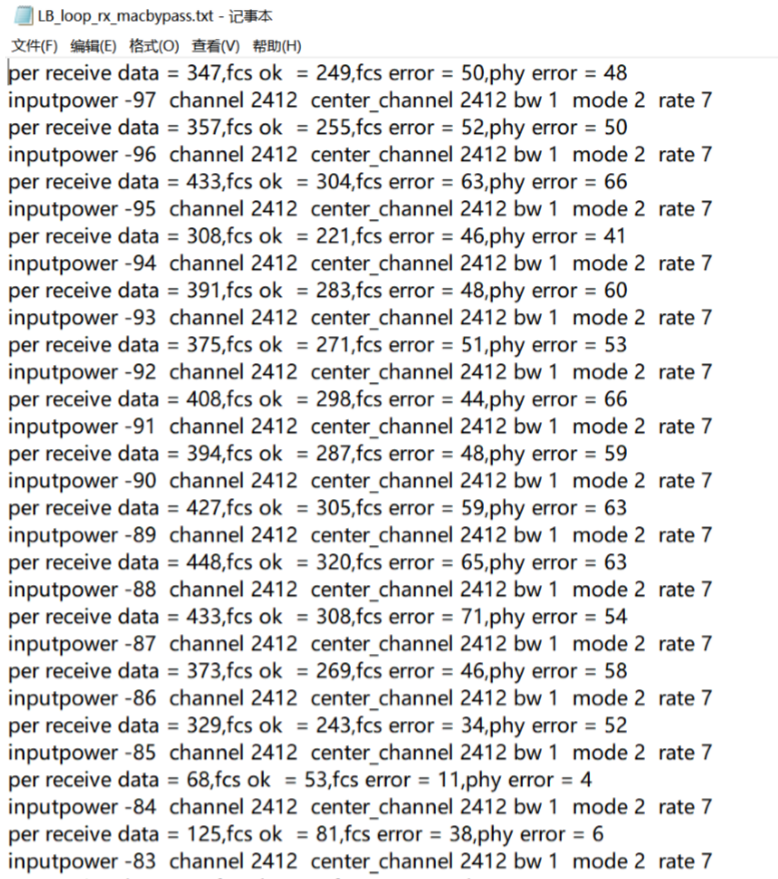 LB_loop_rx_macbypass.txt - 记事本
文件(F) 编辑(E) 格式(O) 查看(V) 帮助(H)
per receive data = 347,fcs ok  = 249,fcs error = 50,phy error = 48
inputpower -97  channel 2412  center_channel 2412 bw 1  mode 2  rate 7
per receive data = 357,fcs ok  = 255,fcs error = 52,phy error = 50
inputpower -96  channel 2412  center_channel 2412 bw 1  mode 2  rate 7
per receive data = 433,fcs ok  = 304,fcs error = 63,phy error = 66
inputpower -95  channel 2412  center_channel 2412 bw 1  mode 2  rate 7
per receive data = 308,fcs ok  = 221,fcs error = 46,phy error = 41
inputpower -94  channel 2412  center_channel 2412 bw 1  mode 2  rate 7
per receive data = 391,fcs ok  = 283,fcs error = 48,phy error = 60
inputpower -93  channel 2412  center_channel 2412 bw 1  mode 2  rate 7
per receive data = 375,fcs ok  = 271,fcs error = 51,phy error = 53
inputpower -92  channel 2412  center_channel 2412 bw 1  mode 2  rate 7
per receive data = 408,fcs ok  = 298,fcs error = 44,phy error = 66
inputpower -91  channel 2412  center_channel 2412 bw 1  mode 2  rate 7
per receive data = 394,fcs ok  = 287,fcs error = 48,phy error = 59
inputpower -90  channel 2412  center_channel 2412 bw 1  mode 2  rate 7
per receive data = 427,fcs ok  = 305,fcs error = 59,phy error = 63
inputpower -89  channel 2412  center_channel 2412 bw 1  mode 2  rate 7
per receive data = 448,fcs ok  = 320,fcs error = 65,phy error = 63
inputpower -88  channel 2412  center_channel 2412 bw 1  mode 2  rate 7
per receive data = 433,fcs ok  = 308,fcs error = 71,phy error = 54
inputpower -87  channel 2412  center_channel 2412 bw 1  mode 2  rate 7
per receive data = 373,fcs ok  = 269,fcs error = 46,phy error = 58
inputpower -86  channel 2412  center_channel 2412 bw 1  mode 2  rate 7
per receive data = 329,fcs ok  = 243,fcs error = 34,phy error = 52
inputpower -85  channel 2412  center_channel 2412 bw 1  mode 2  rate 7
per receive data = 68,fcs ok  = 53,fcs error = 11,phy error = 4
inputpower -84  channel 2412  center_channel 2412 bw 1  mode 2  rate 7
per receive data = 125,fcs ok  = 81,fcs error = 38,phy error = 6
inputpower -83  channel 2412  center_channel 2412 bw 1  mode 2  rate 7